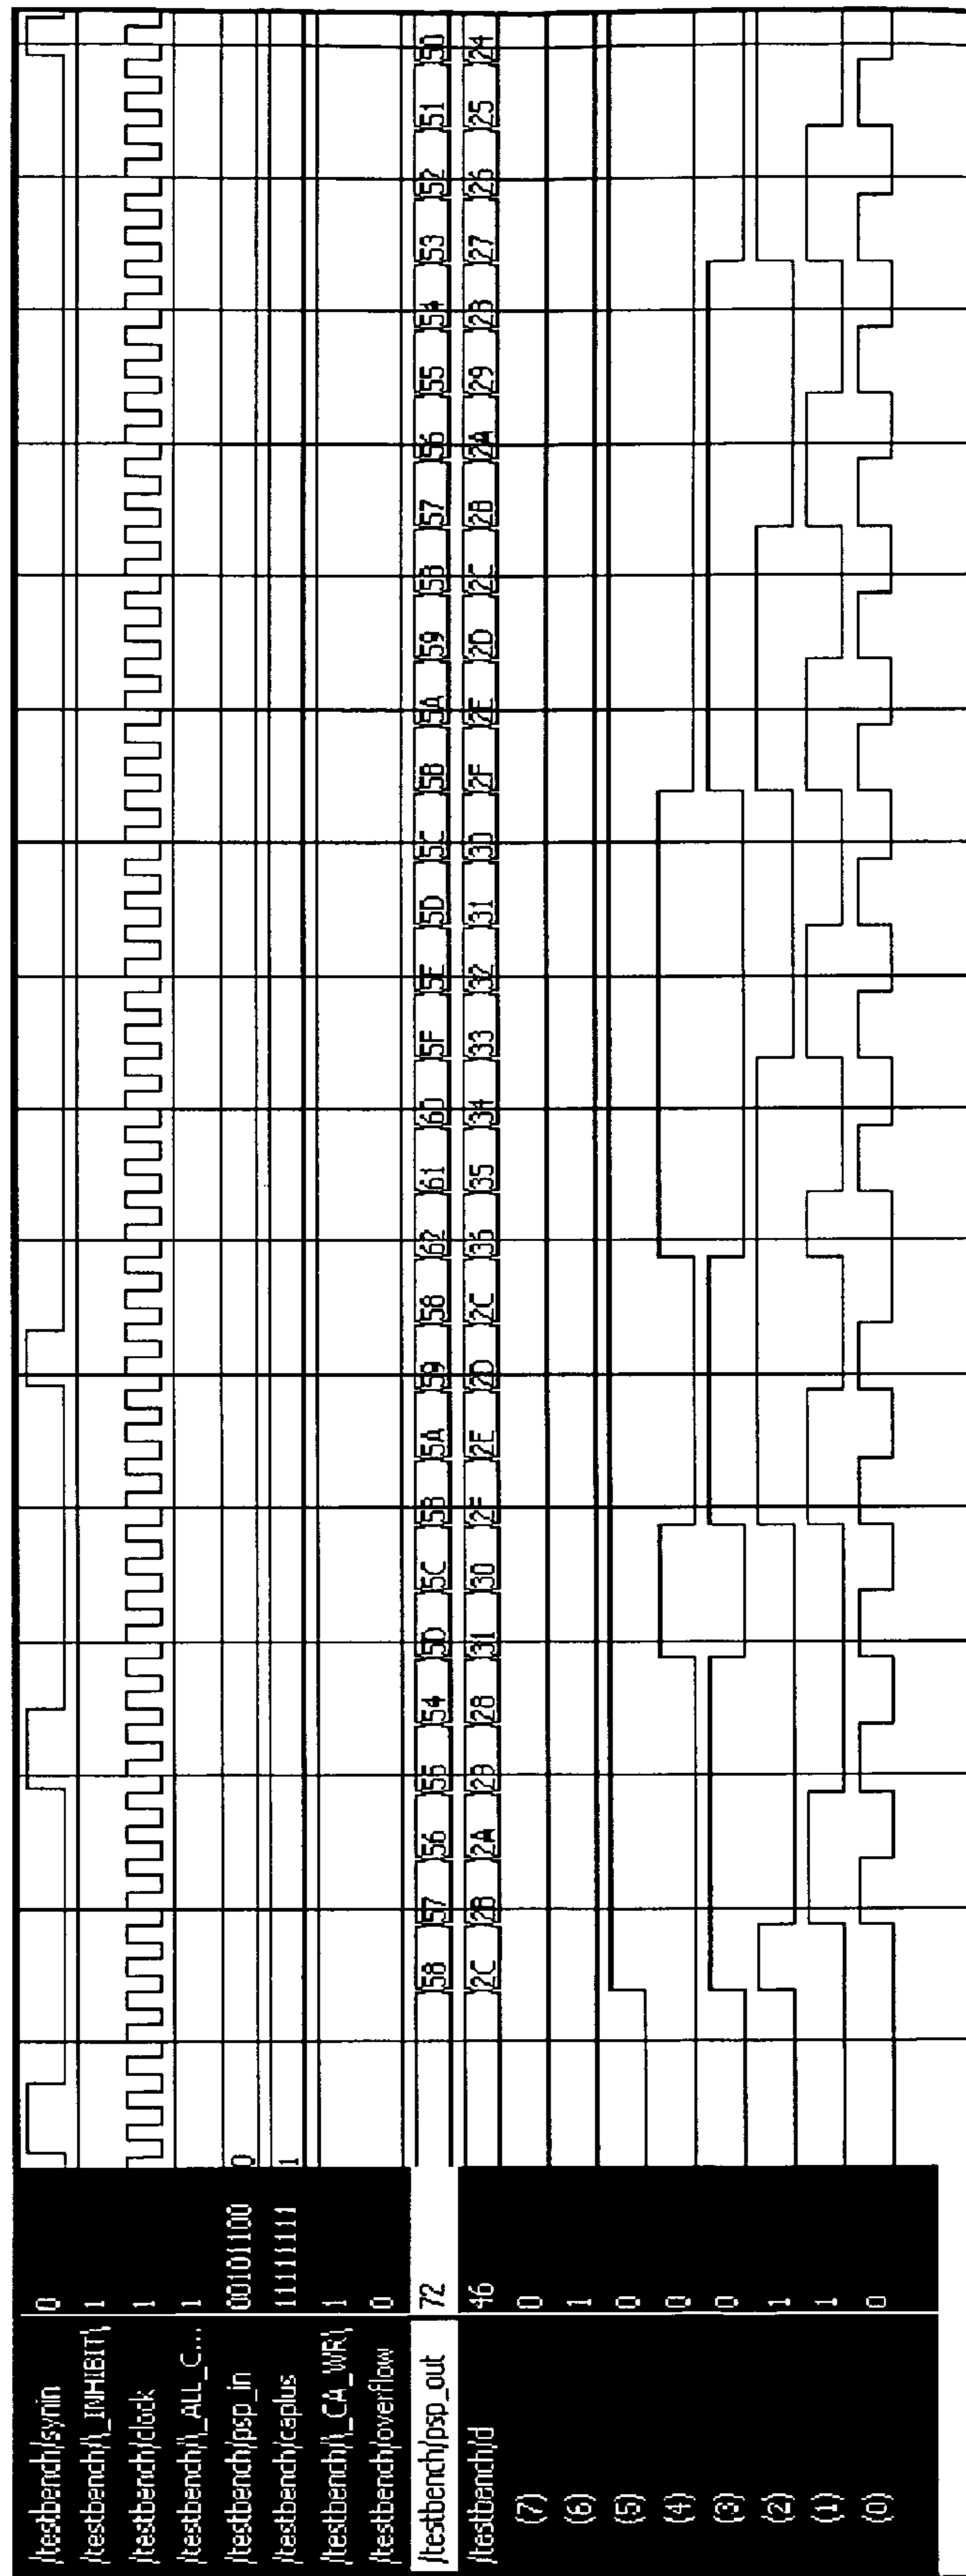 /testbench/synin 0
/testbench/\_INHIBIT\ 1
/testbench/clock 1
/testbench/\_ALL_C... 1
/testbench/psp_in 00101100 0
/testbench/caplus 11111111 1
/testbench/\_CA_WR\ 1
/testbench/overflow 0
/testbench/psp_out 72 58 57 56 55 54 5D 5C 5B 5A 59 58 62 61 60 5F 5E 5D 5C 5B 5A 59 58 57 56 55 54 53 52 51 50
/testbench/d 46 2C 2B 2A 29 28 31 30 2F 2E 2D 2C 36 35 34 33 32 31 30 2F 2E 2D 2C 2B 2A 29 28 27 26 25 24
(7) 0
(6) 1
(5) 0
(4) 0
(3) 0
(2) 1
(1) 1
(0) 0